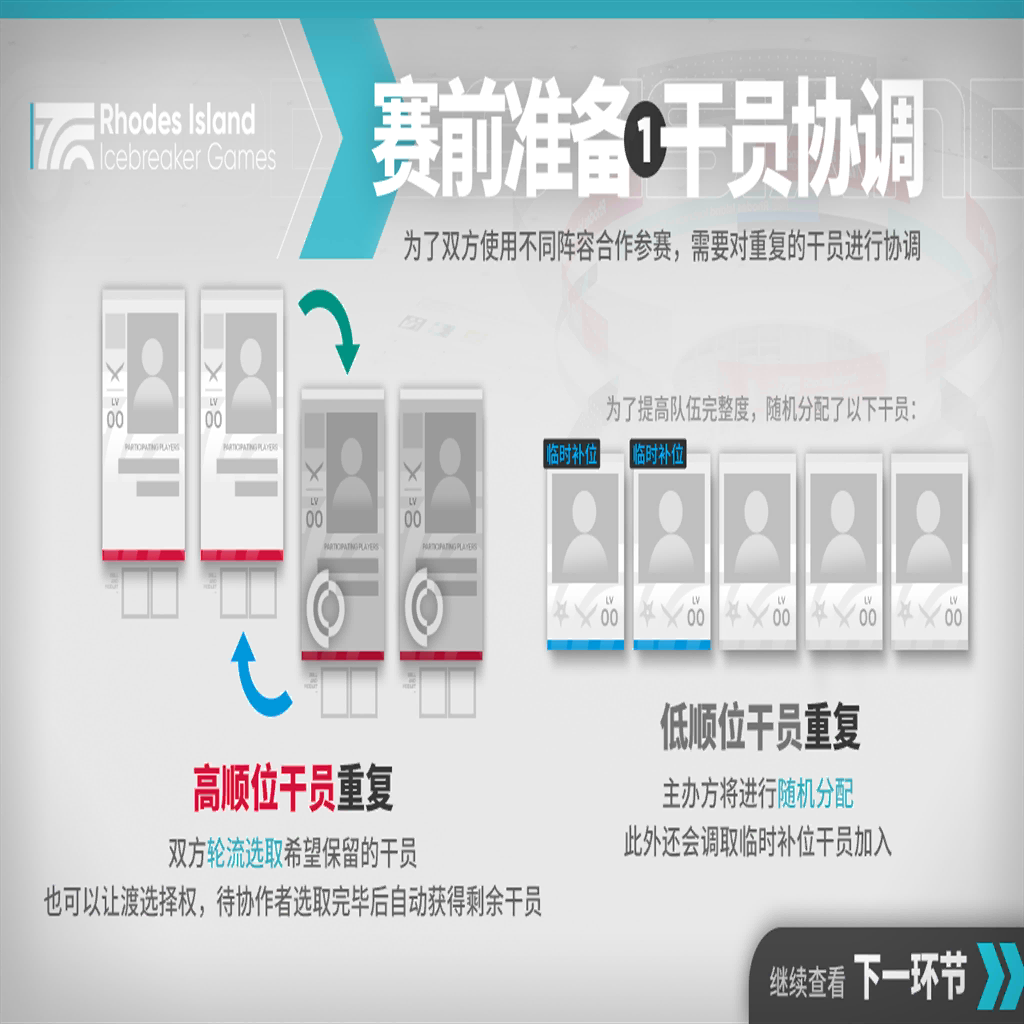 Rhodes Island
Icebreaker Games
赛前准备1干员协调
为了双方使用不同阵容合作参赛，需要对重复的干员进行协调
LV
00
PARTICIPATING PLAYERS
LV
00
PARTICIPATING PLAYERS
LV
00
PARTICIPATING PLAYERS
LV
00
PARTICIPATING PLAYERS
为了提高队伍完整度，随机分配了以下干员：
临时补位
临时补位
LV
00
LV
00
LV
00
LV
00
LV
00
高顺位干员重复
双方轮流选取希望保留的干员
也可以让渡选择权，待协作者选取完毕后自动获得剩余干员
低顺位干员重复
主办方将进行随机分配
此外还会调取临时补位干员加入
继续查看 下一环节